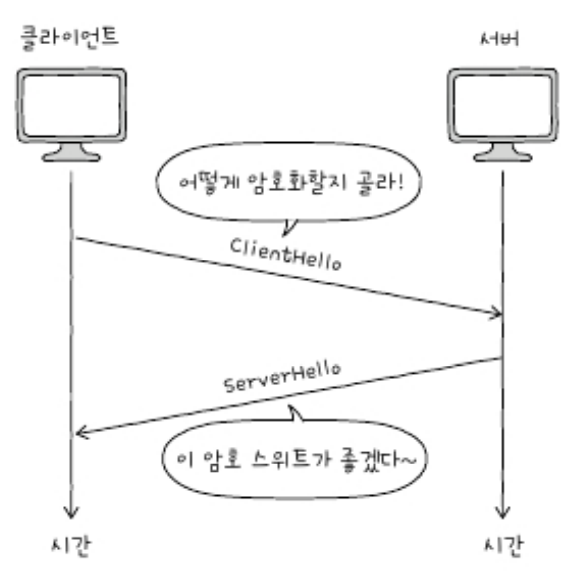 클라이언트
서버
어떻게 암호화할지 골라!
ClientHello
ServerHello
이 암호 스위트가 좋겠다~
시간
시간